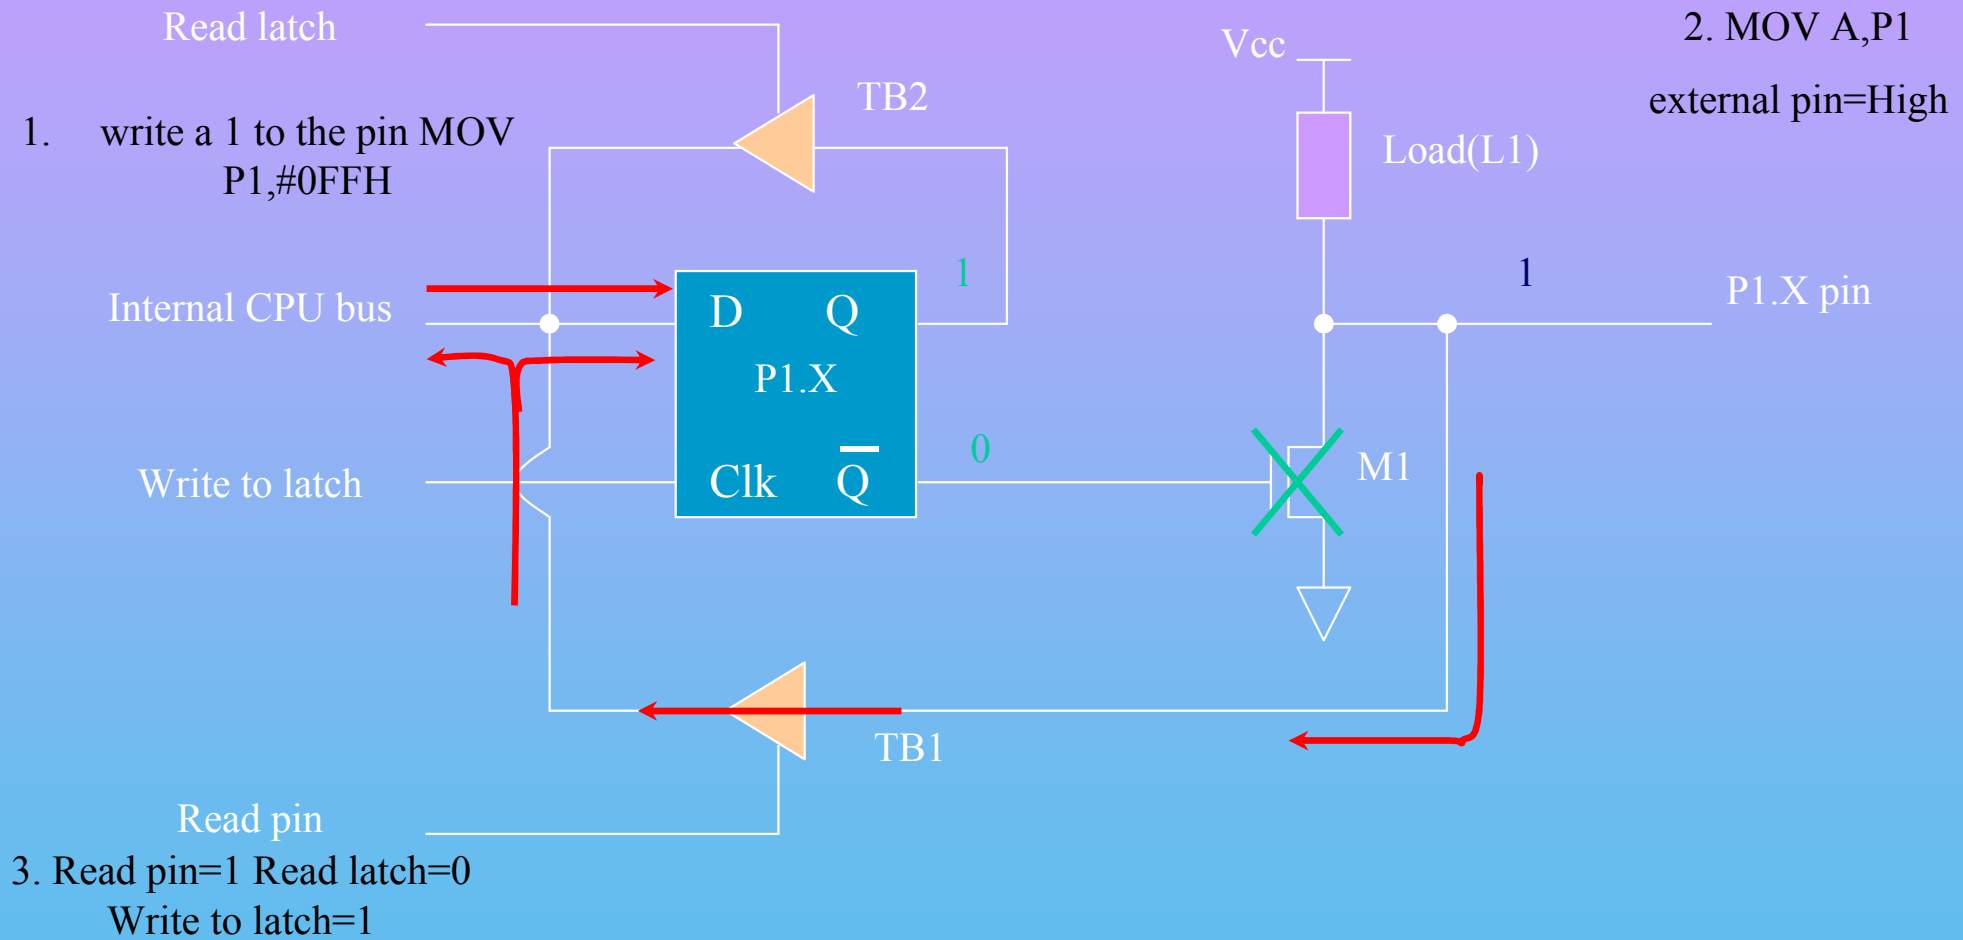 Read latch
Vcc
2. MOV A,P1
TB2
external pin=High
1. write a 1 to the pin MOV
P1,#0FFH
Load(L1)
1
1
Internal CPU bus
D Q
P1.X pin
P1.X
0
Write to latch
Clk Q̅
M1
TB1
Read pin
3. Read pin=1 Read latch=0
Write to latch=1